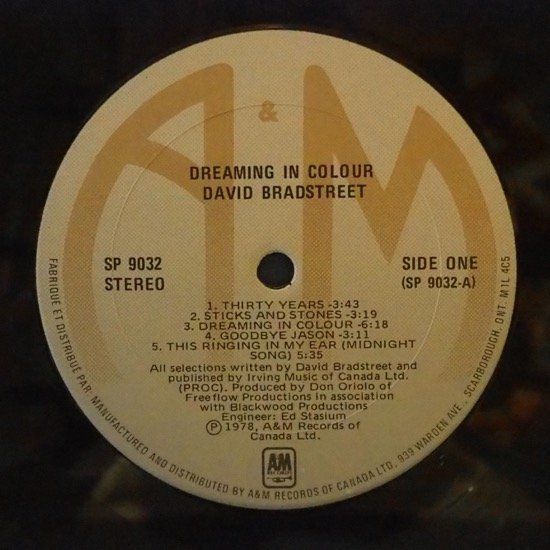 &
DREAMING IN COLOUR
DAVID BRADSTREET
SP 9032
STEREO
SIDE ONE
(SP 9032-A)
1. THIRTY YEARS -3:43
2. STICKS AND STONES -3:19
3. DREAMING IN COLOUR -6:18
4. GOODBYE JASON -3:11
5. THIS RINGING IN MY EAR (MIDNIGHT
SONG) 5:35
All selections written by David Bradstreet and
published by Irving Music of Canada Ltd.
(PROC). Produced by Don Oriolo of
Freeflow Productions in association
with Blackwood Productions
Engineer: Ed Stasium
Ⓟ 1978, A&M Records of
Canada Ltd.
A&M
RECORDS
FABRIQUÉ ET DISTRIBUÉ PAR / MANUFACTURED AND DISTRIBUTED BY A&M RECORDS OF CANADA LTD. 939 WARDEN AVE., SCARBOROUGH, ONT. M1L 4C5
A M